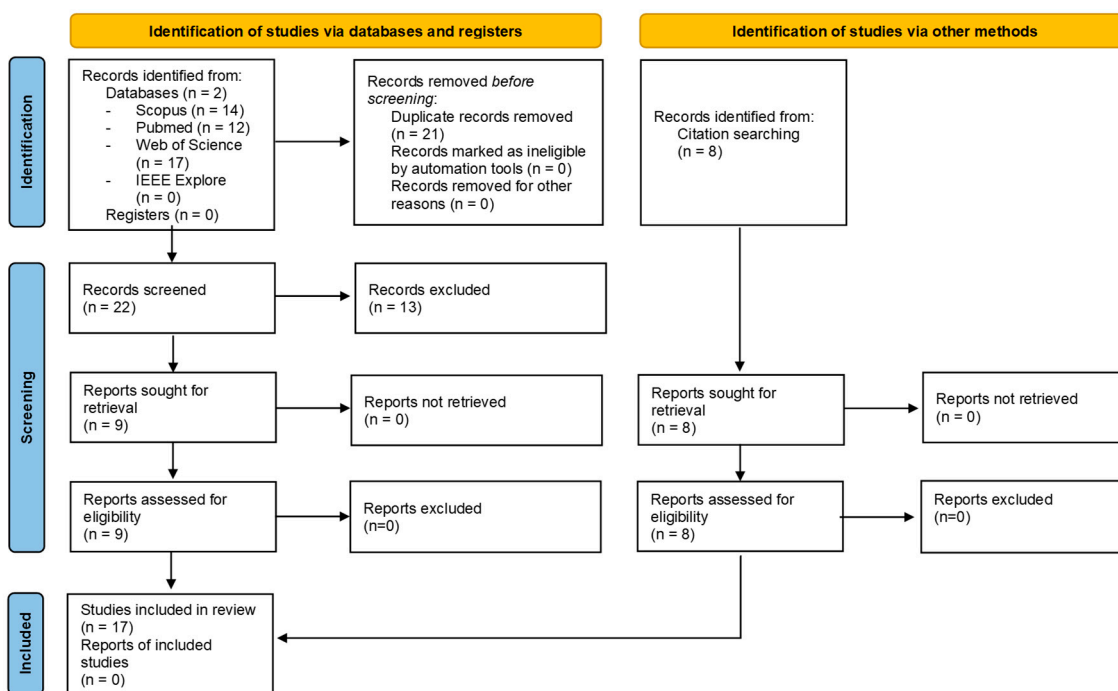 Identification of studies via databases and registers
Identification of studies via other methods
Identification
Records identified from:
Databases (n = 2)
- Scopus (n = 14)
- Pubmed (n = 12)
- Web of Science
(n = 17)
- IEEE Explore
(n = 0)
Registers (n = 0)
Records removed before
screening:
Duplicate records removed
(n = 21)
Records marked as ineligible
by automation tools (n = 0)
Records removed for other
reasons (n = 0)
Records identified from:
Citation searching
(n = 8)
Screening
Records screened
(n = 22)
Records excluded
(n = 13)
Reports sought for
retrieval
(n = 9)
Reports not retrieved
(n = 0)
Reports sought for
retrieval
(n = 8)
Reports not retrieved
(n = 0)
Reports assessed for
eligibility
(n = 9)
Reports excluded
(n=0)
Reports assessed for
eligibility
(n = 8)
Reports excluded
(n=0)
Included
Studies included in review
(n = 17)
Reports of included
studies
(n = 0)